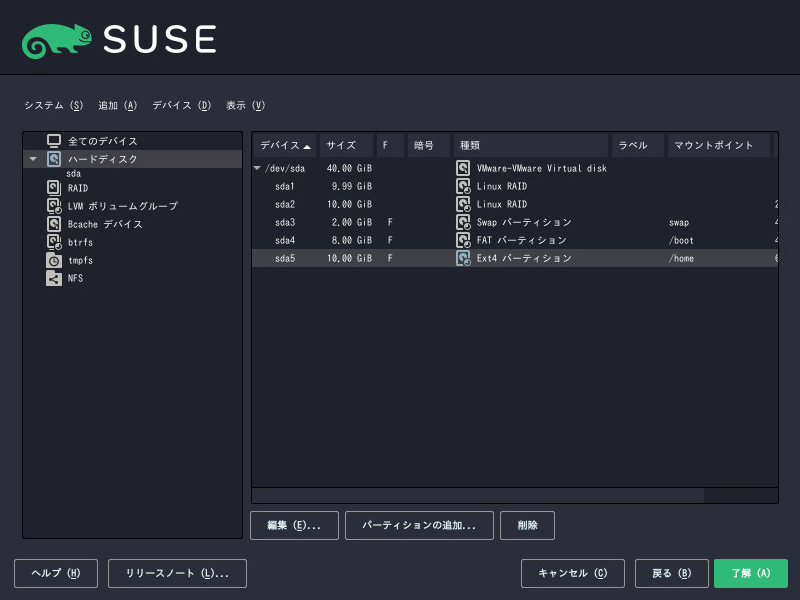 SUSE
システム (S) 追加 (A) デバイス (D) 表示 (V)
全てのデバイス
ハードディスク
sda
RAID
LVM ボリュームグループ
Bcache デバイス
btrfs
tmpfs
NFS
デバイス サイズ F 暗号 種類 ラベル マウントポイント
/dev/sda 40.00 GiB VMware-VMware Virtual disk
sda1 9.99 GiB Linux RAID
sda2 10.00 GiB Linux RAID 2
sda3 2.00 GiB F Swap パーティション swap 4
sda4 8.00 GiB F FAT パーティション /boot 4
sda5 10.00 GiB F Ext4 パーティション /home 6
編集 (E)... パーティションの追加... 削除
ヘルプ (H) リリースノート (L)... キャンセル (C) 戻る (B) 了解 (A)